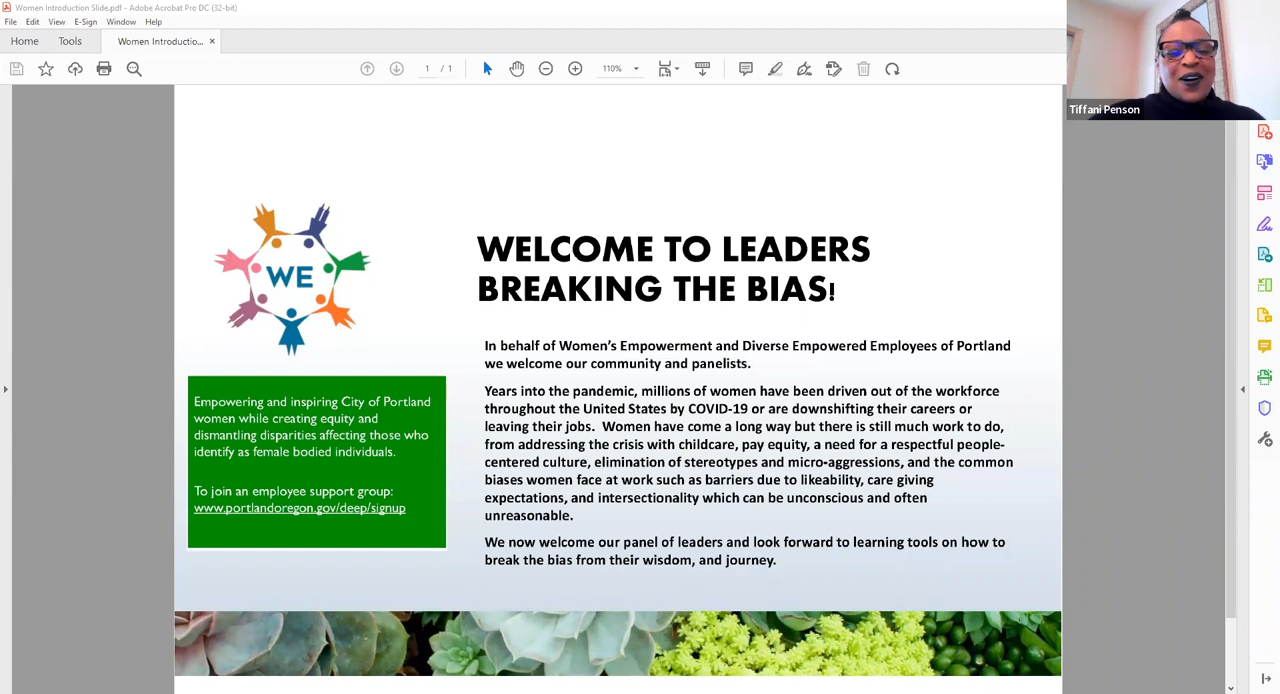 Women Introduction Slide.pdf - Adobe Acrobat Pro DC (32-bit)
File Edit View E-Sign Window Help
Home Tools Women Introductio... ×
1 / 1 110%
Tiffani Penson
WE
WELCOME TO LEADERS
BREAKING THE BIAS!
In behalf of Women's Empowerment and Diverse Empowered Employees of Portland
we welcome our community and panelists.
Years into the pandemic, millions of women have been driven out of the workforce
throughout the United States by COVID-19 or are downshifting their careers or
leaving their jobs. Women have come a long way but there is still much work to do,
from addressing the crisis with childcare, pay equity, a need for a respectful people-
centered culture, elimination of stereotypes and micro-aggressions, and the common
biases women face at work such as barriers due to likeability, care giving
expectations, and intersectionality which can be unconscious and often
unreasonable.
We now welcome our panel of leaders and look forward to learning tools on how to
break the bias from their wisdom, and journey.
Empowering and inspiring City of Portland
women while creating equity and
dismantling disparities affecting those who
identify as female bodied individuals.
To join an employee support group:
www.portlandoregon.gov/deep/signup